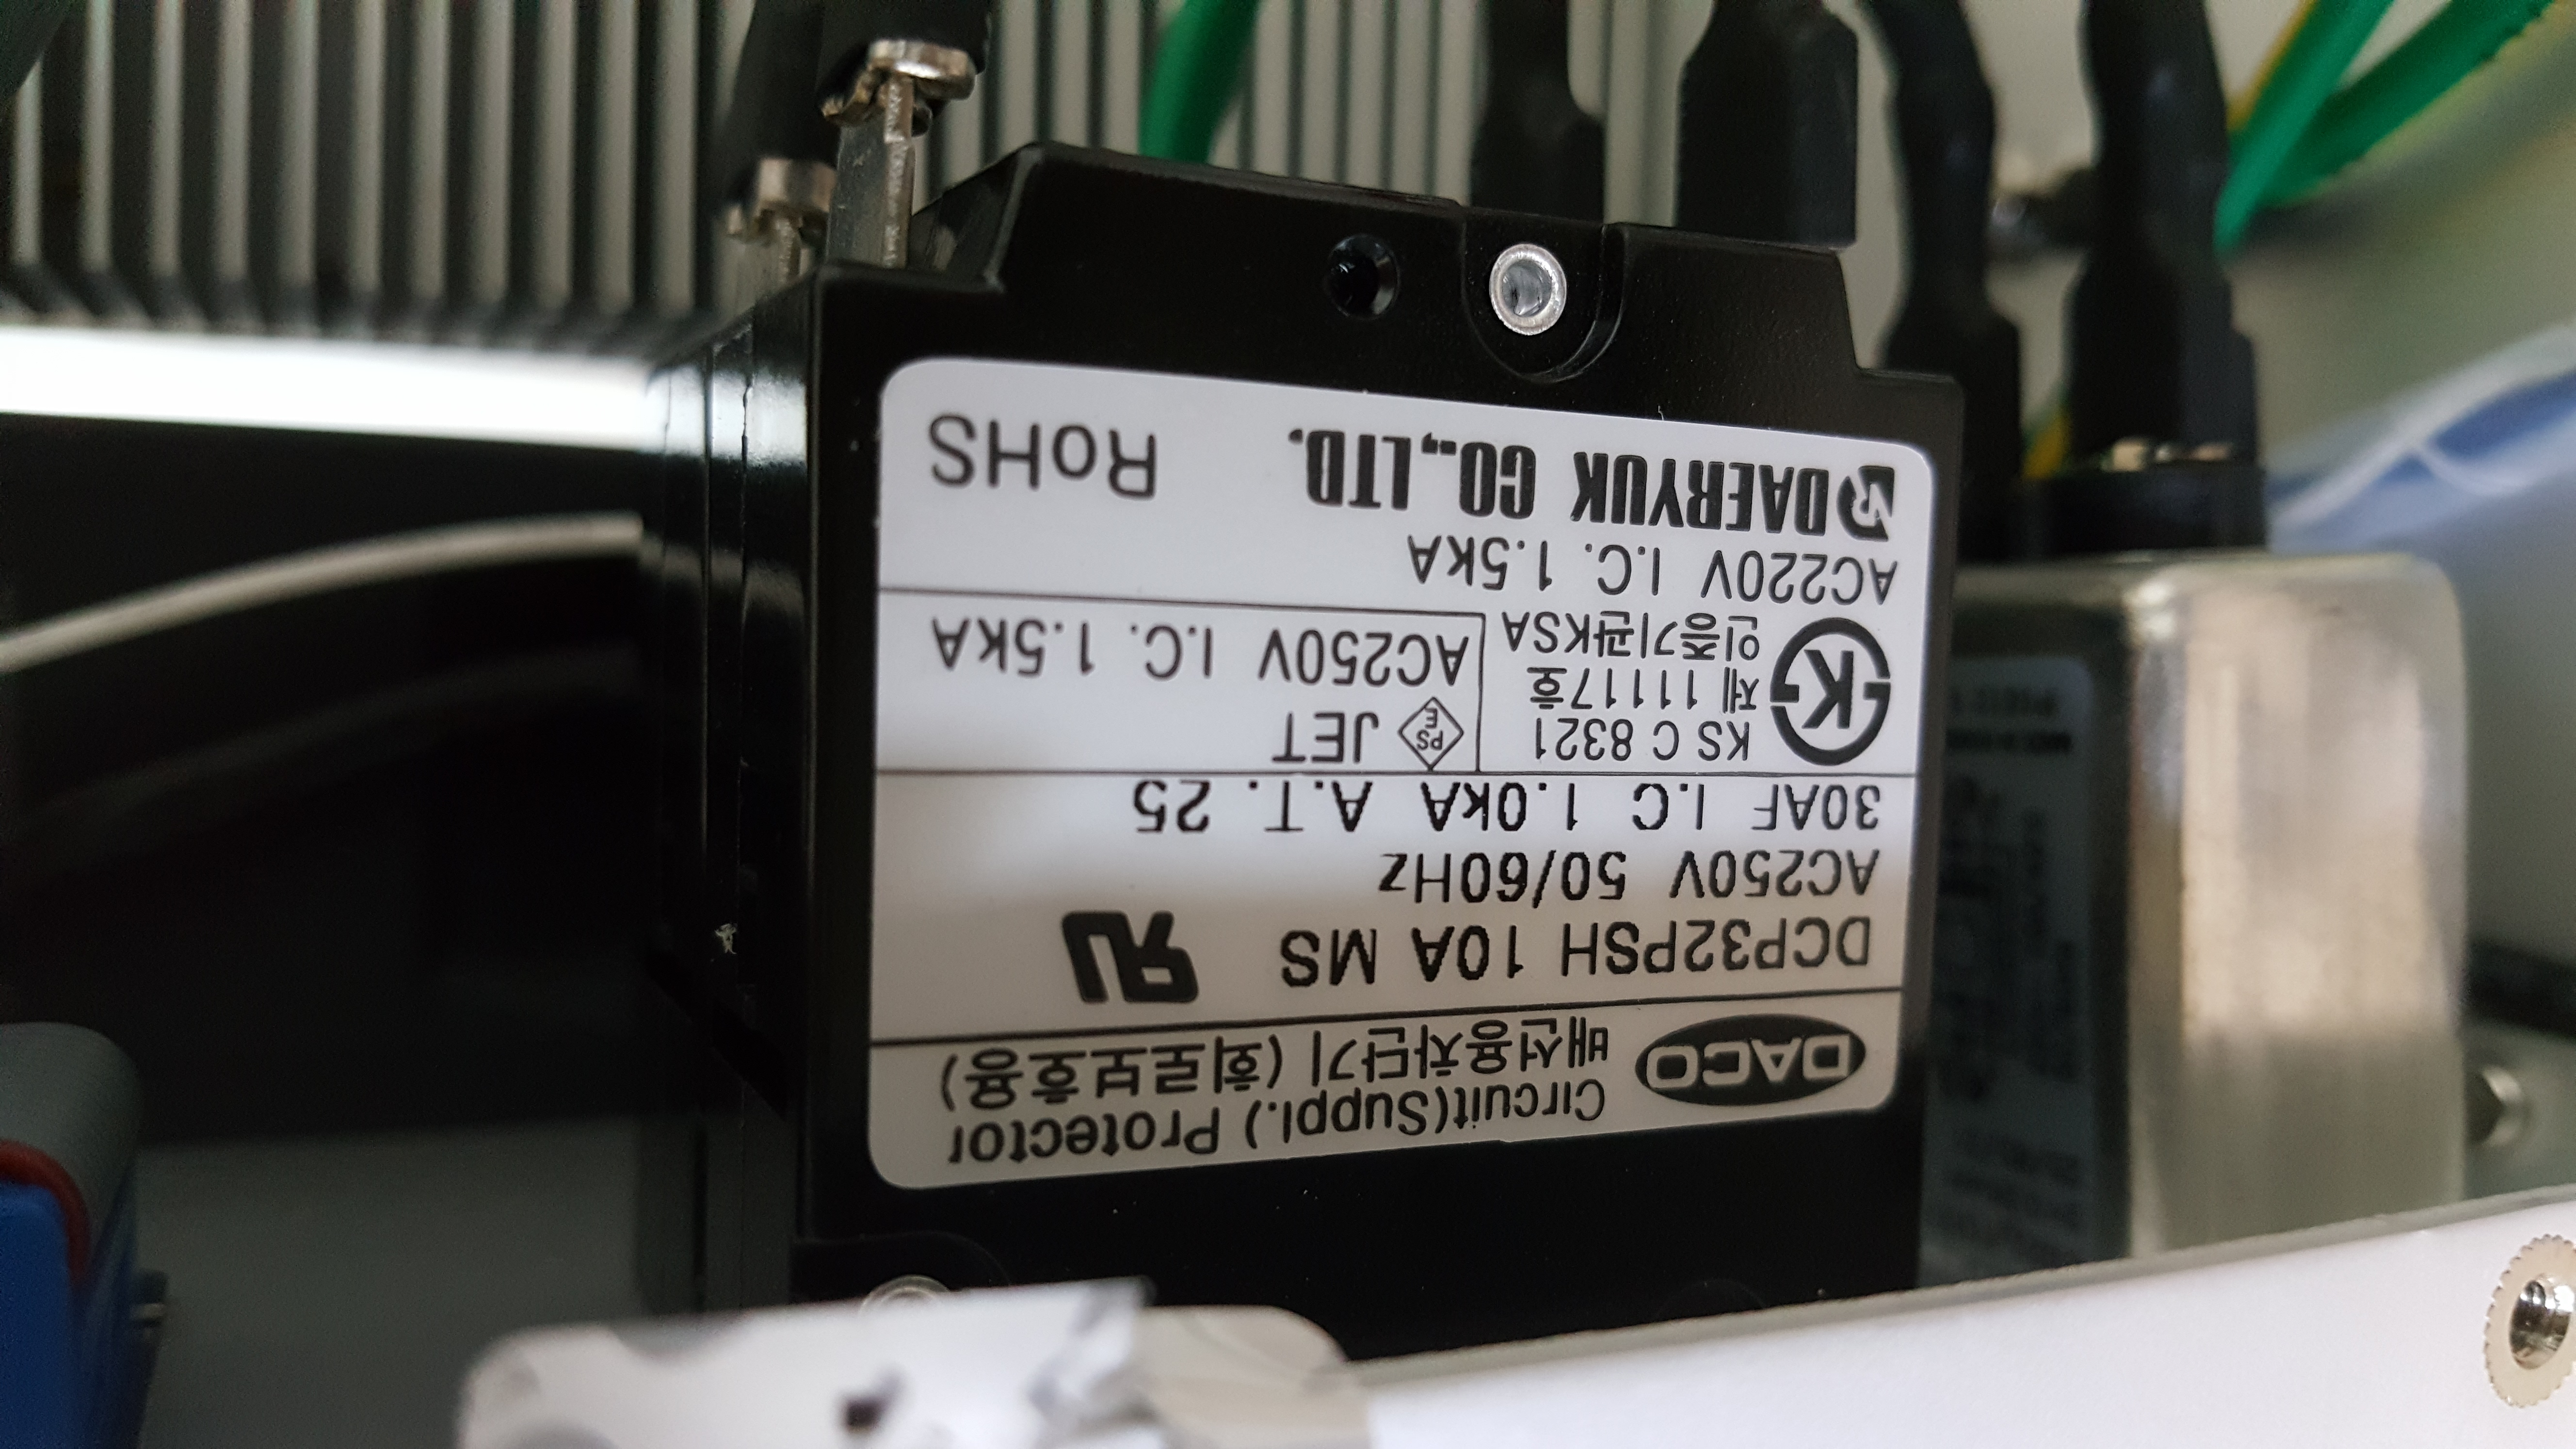 DACO
Circuit(Suppl.) Protector
배선용차단기 (회로보호용)
DCP32PSH 10A MS
AC250V 50/60Hz
30AF I.C 1.0kA A.T. 25
KS C 8321
제 11117호
인증기관KSA
PSE JET
AC250V I.C. 1.5kA
AC220V I.C. 1.5kA
DAERYUK CO.,LTD.
RoHS